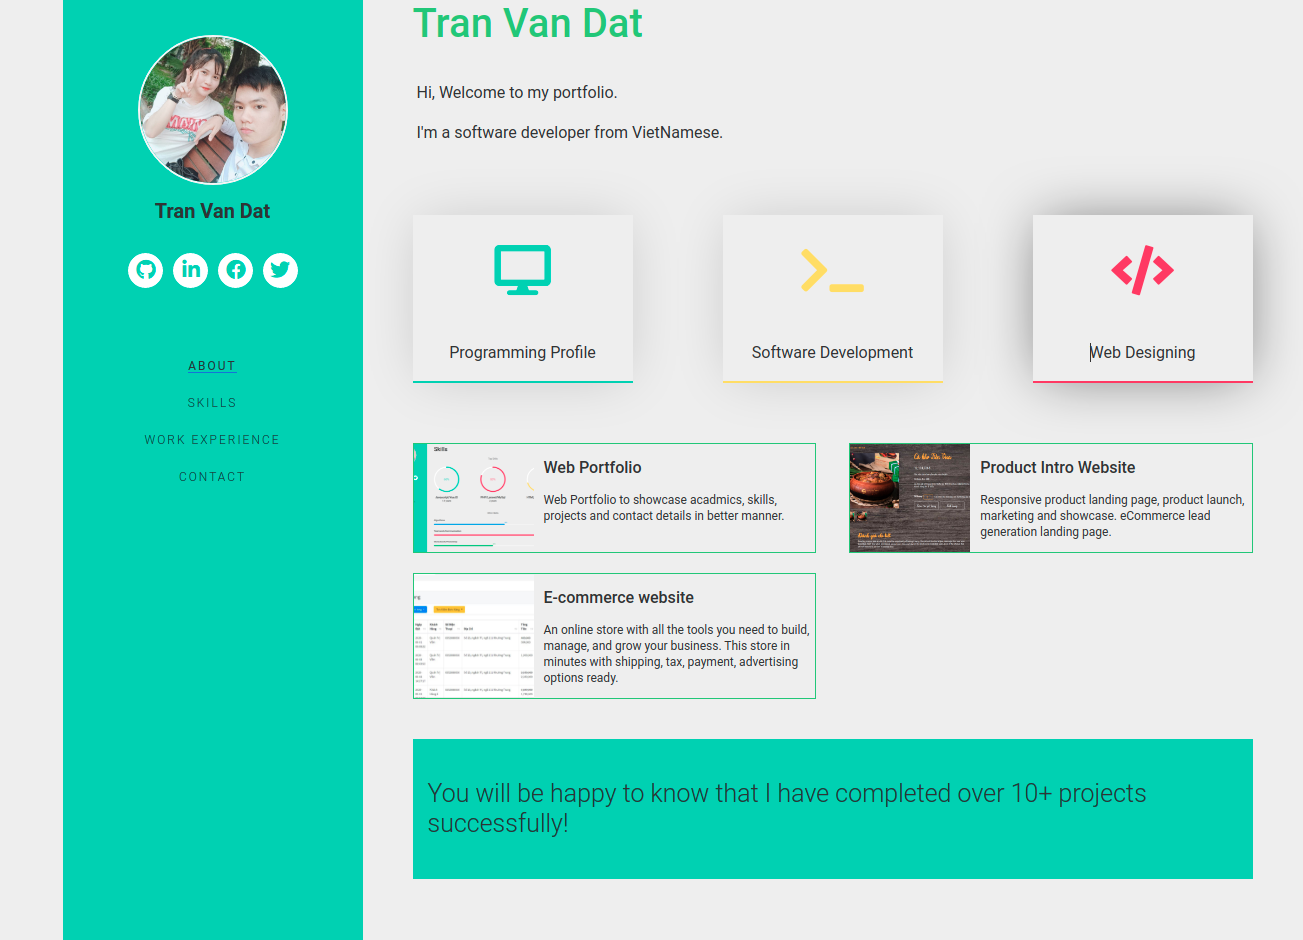 Tran Van Dat
ABOUT
SKILLS
WORK EXPERIENCE
CONTACT
Tran Van Dat
Hi, Welcome to my portfolio.
I'm a software developer from VietNamese.
Programming Profile
Software Development
Web Designing
Skills
Web Portfolio
Web Portfolio to showcase acadmics, skills,
projects and contact details in better manner.
Product Intro Website
Responsive product landing page, product launch,
marketing and showcase. eCommerce lead
generation landing page.
E-commerce website
An online store with all the tools you need to build,
manage, and grow your business. This store in
minutes with shipping, tax, payment, advertising
options ready.
You will be happy to know that I have completed over 10+ projects
successfully!